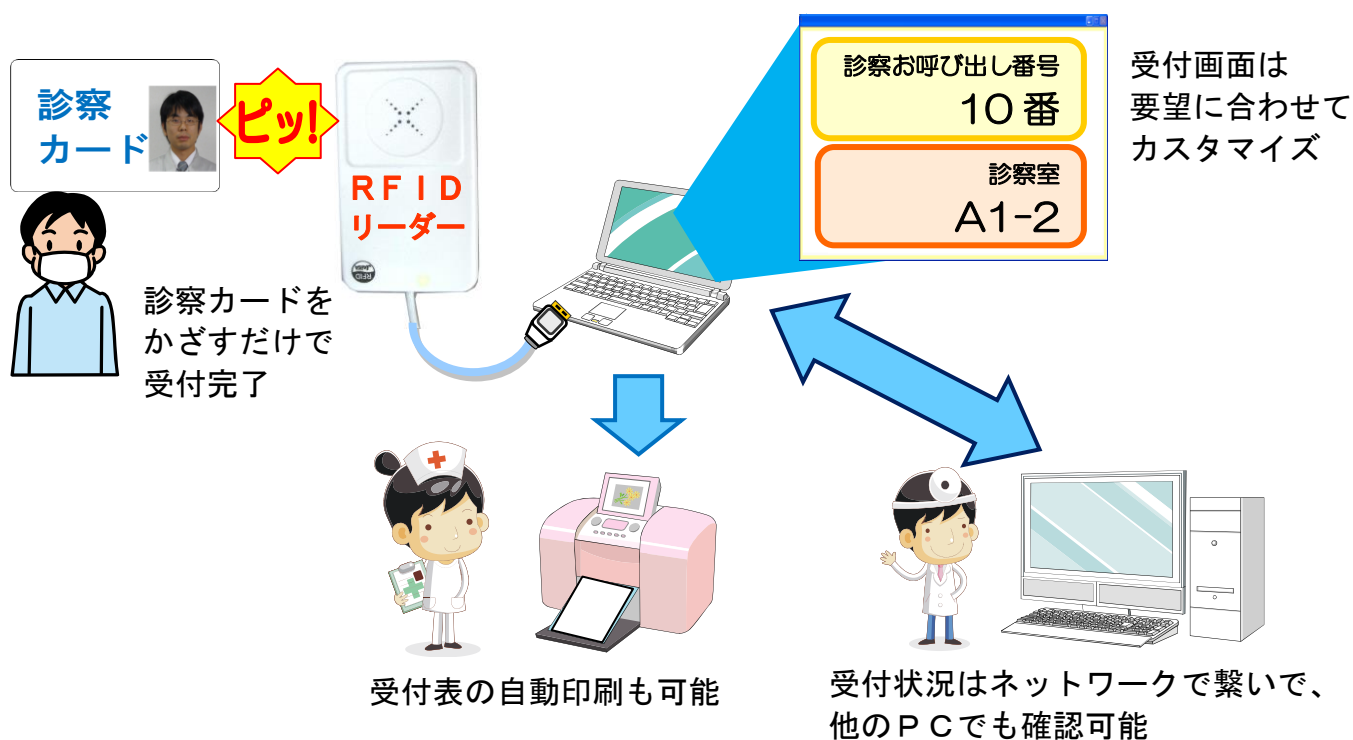 診察
カード
ピッ!
RFID
リーダー
診察お呼び出し番号
10番
診察室
A1-2
受付画面は
要望に合わせて
カスタマイズ
診察カードを
かざすだけで
受付完了
受付表の自動印刷も可能
受付状況はネットワークで繋いで、
他のPCでも確認可能